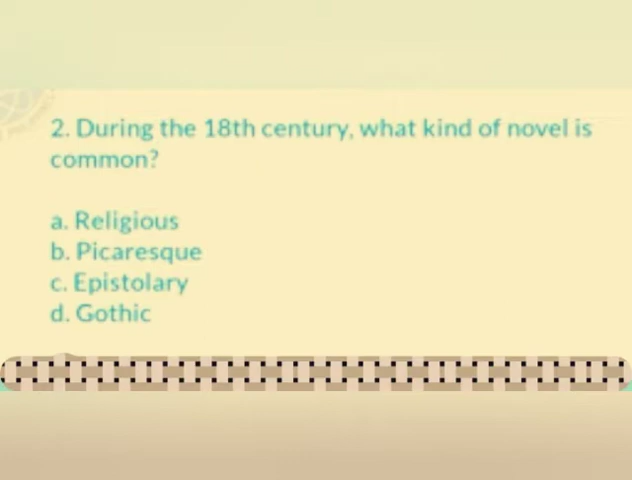 2. During the 18th century, what kind of novel is
common?
a. Religious
b. Picaresque
c. Epistolary
d. Gothic